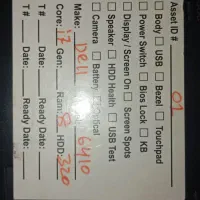 Asset ID # 01
☐ Body ☐ USB ☐ Bezel ☐ Touchpad
☐ Power Switch ☐ Bios Lock ☐ KB
☐ Display / Screen On ☐ Screen Spots
☐ Speaker ☐ HDD Health ☐ USB Test
☐ Camera ☐ Battery ☐ Optical
Make: Dell 6410
Core: i7 Gen: Ram: 8 HDD: 320
T # Date: Ready Date:
T # Date: Ready Date: